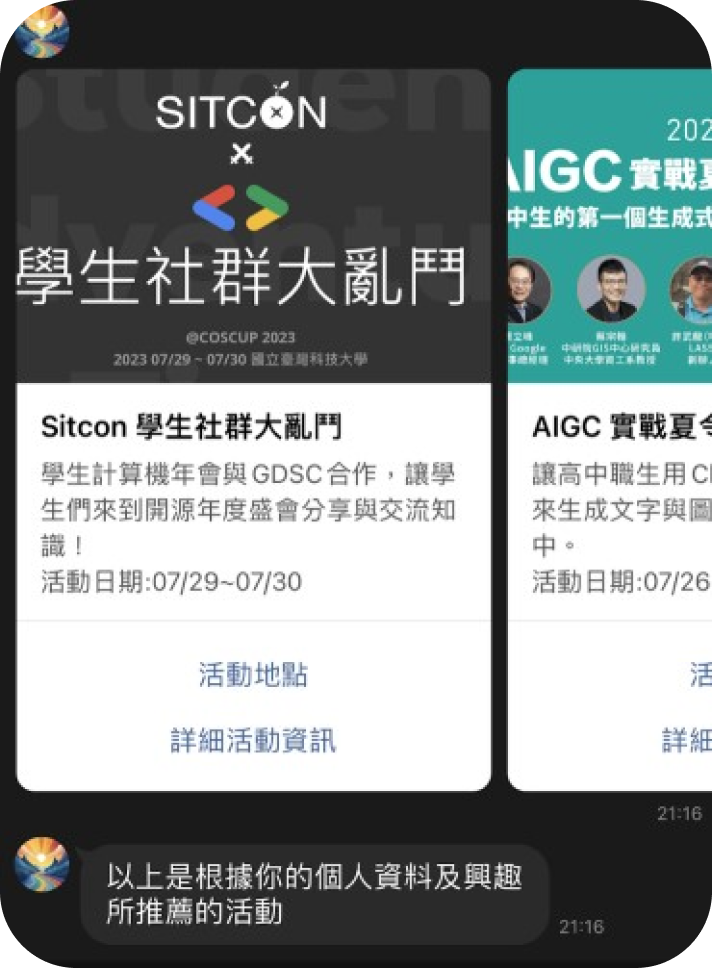 SITCON
x
學生社群大亂鬥
@COSCUP 2023
2023 07/29 ~ 07/30 國立臺灣科技大學
Sitcon 學生社群大亂鬥
學生計算機年會與GDSC合作，讓學
生們來到開源年度盛會分享與交流知
識！
活動日期:07/29~07/30
活動地點
詳細活動資訊
202
AIGC 實戰夏
中生的第一個生成式
Google
中研院GIS中心研究員
中央大學資工系教授
AIGC 實戰夏令
讓高中職生用C
來生成文字與圖
中。
活動日期:07/26
活
詳細
21:16
以上是根據你的個人資料及興趣
所推薦的活動
21:16